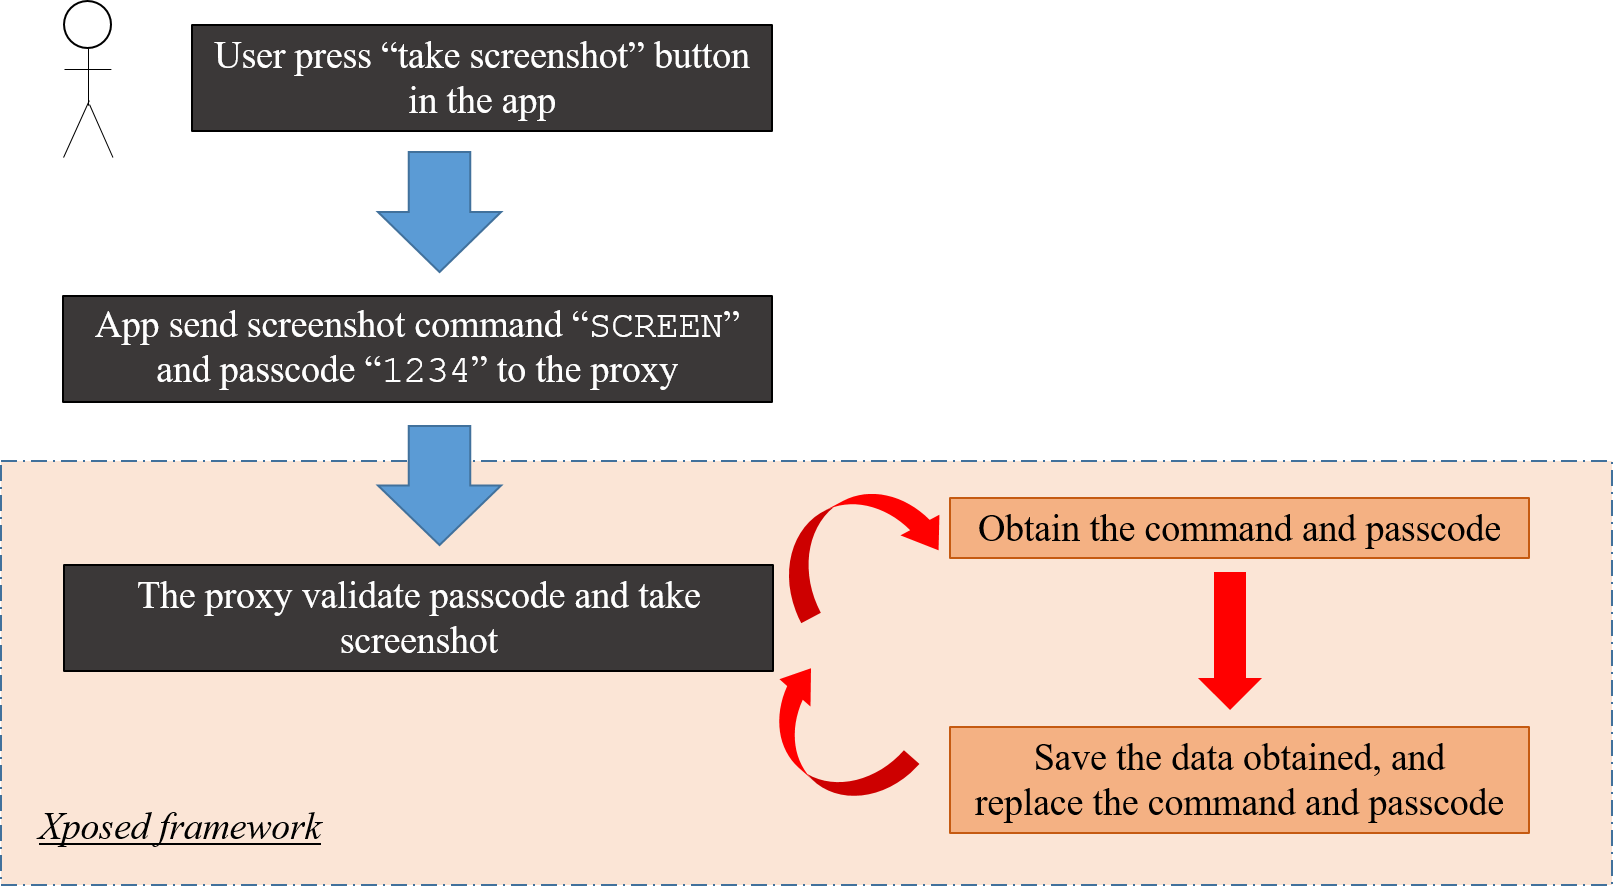 User press “take screenshot” button
in the app
App send screenshot command “SCREEN”
and passcode “1234” to the proxy
The proxy validate passcode and take
screenshot
Obtain the command and passcode
Save the data obtained, and
replace the command and passcode
Xposed framework